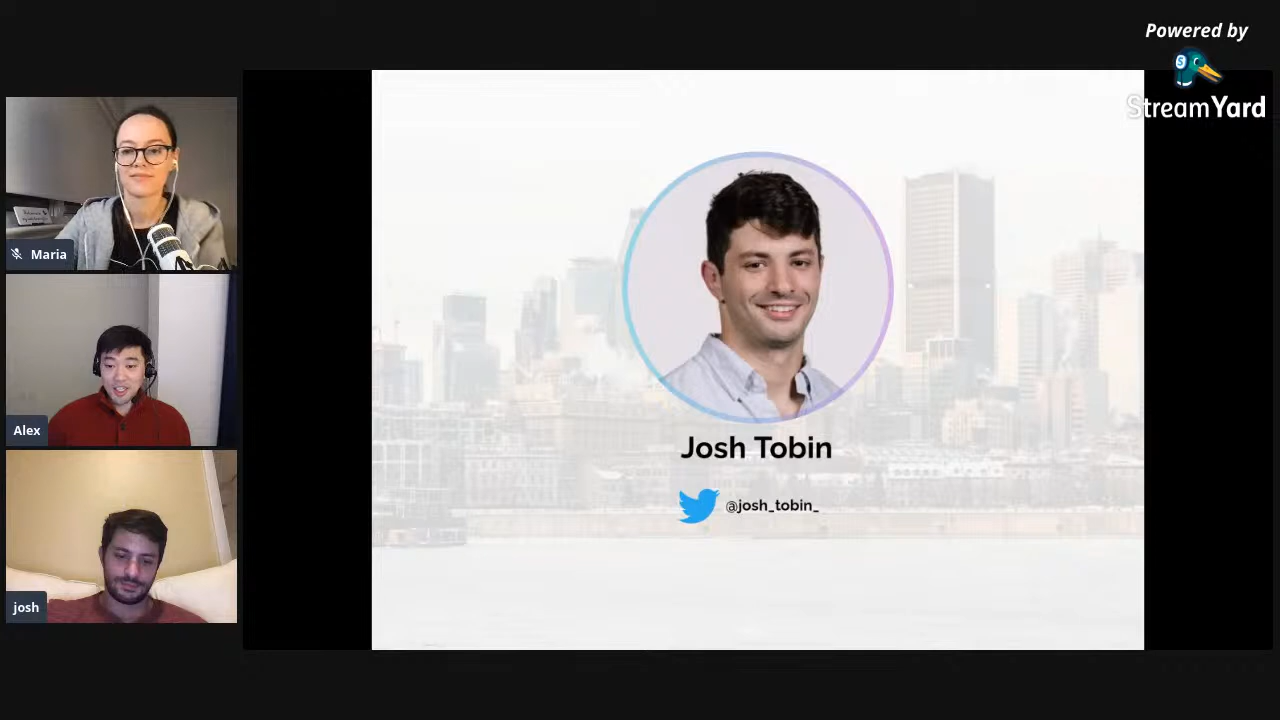 Powered by
StreamYard
Maria
Alex
josh
Josh Tobin
@josh_tobin_